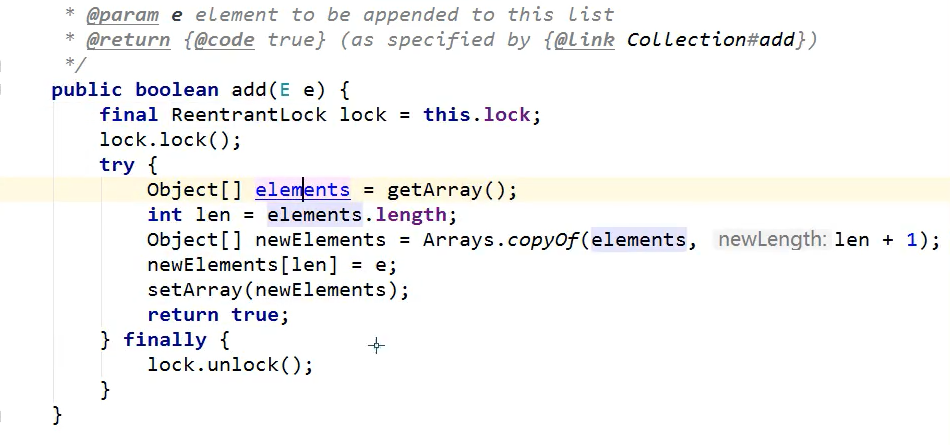 * @param e element to be appended to this list
* @return {@code true} (as specified by {@link Collection#add})
*/
public boolean add(E e) {
final ReentrantLock lock = this.lock;
lock.lock();
try {
Object[] elements = getArray();
int len = elements.length;
Object[] newElements = Arrays.copyOf(elements, newLength: len + 1);
newElements[len] = e;
setArray(newElements);
return true;
} finally {
lock.unlock();
}
}